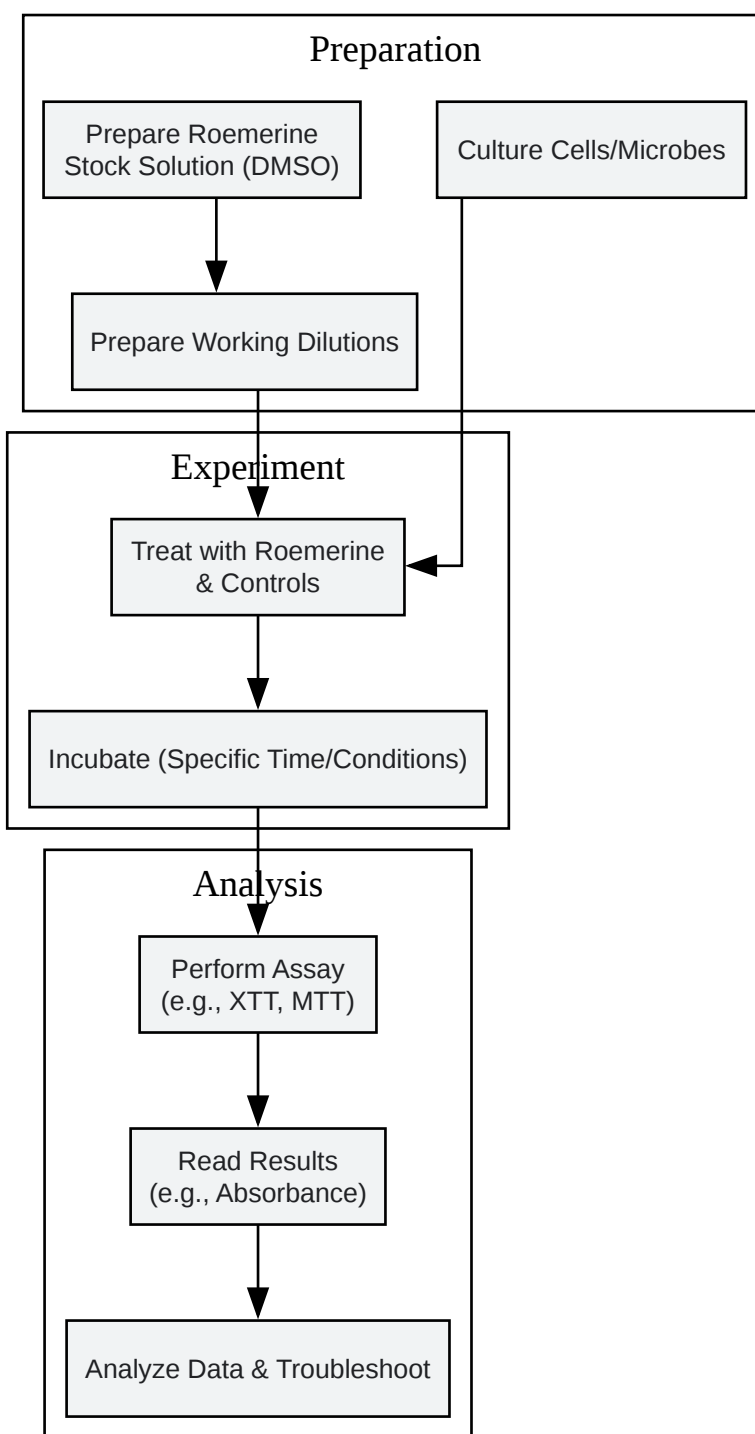 Preparation
Prepare Roemerine
Stock Solution (DMSO)
Culture Cells/Microbes
Prepare Working Dilutions
Experiment
Treat with Roemerine
& Controls
Incubate (Specific Time/Conditions)
Analysis
Perform Assay
(e.g., XTT, MTT)
Read Results
(e.g., Absorbance)
Analyze Data & Troubleshoot